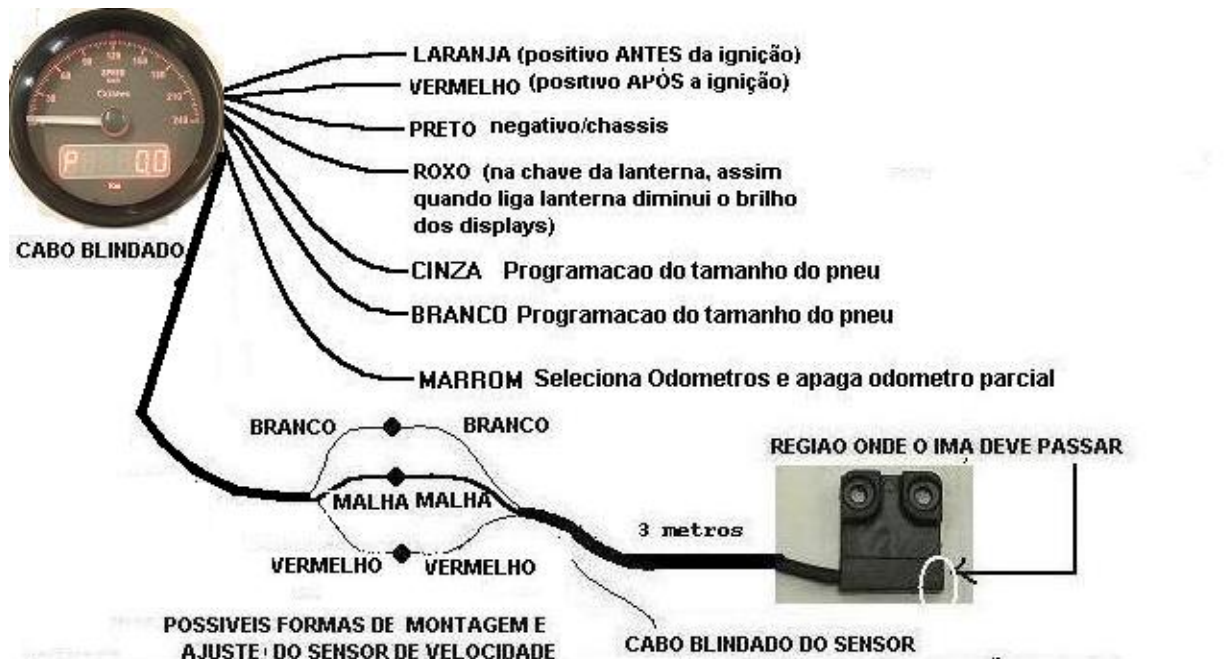 LARANJA (positivo ANTES da ignição)
VERMELHO (positivo APÓS a ignição)
PRETO negativo/chassis
ROXO (na chave da lanterna, assim
quando liga lanterna diminui o brilho
dos displays)
CABO BLINDADO
CINZA Programacao do tamanho do pneu
BRANCO Programacao do tamanho do pneu
MARROM Seleciona Odometros e apaga odometro parcial
BRANCO BRANCO
REGIAO ONDE O IMA DEVE PASSAR
MALHA MALHA
3 metros
VERMELHO VERMELHO
POSSIVEIS FORMAS DE MONTAGEM E
AJUSTE DO SENSOR DE VELOCIDADE
CABO BLINDADO DO SENSOR